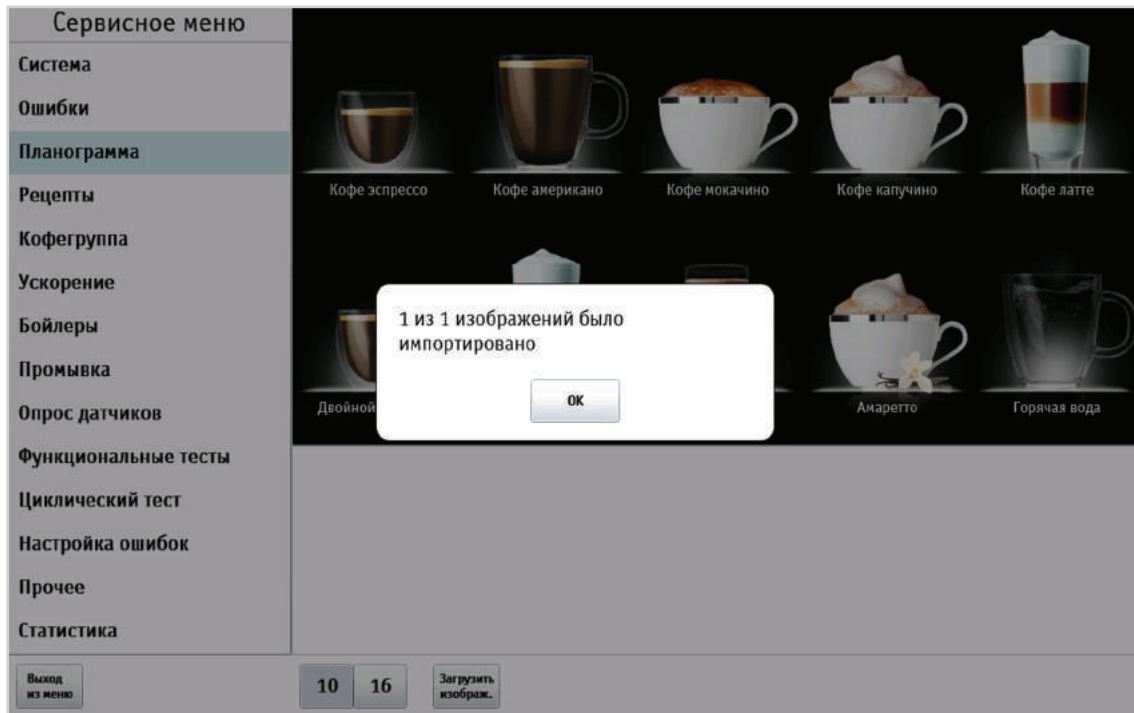 Сервисное меню
Система
Ошибки
Планограмма
Рецепты
Кофегруппа
Ускорение
Бойлеры
Промывка
Опрос датчиков
Функциональные тесты
Циклический тест
Настройка ошибок
Прочее
Статистика
Выход
из меню
Кофе эспрессо
Кофе американо
Кофе мокачино
Кофе капучино
Кофе латте
Двойной
Амаретто
Горячая вода
1 из 1 изображений было
импортировано
ОК
10
16
Загрузить
изображ.